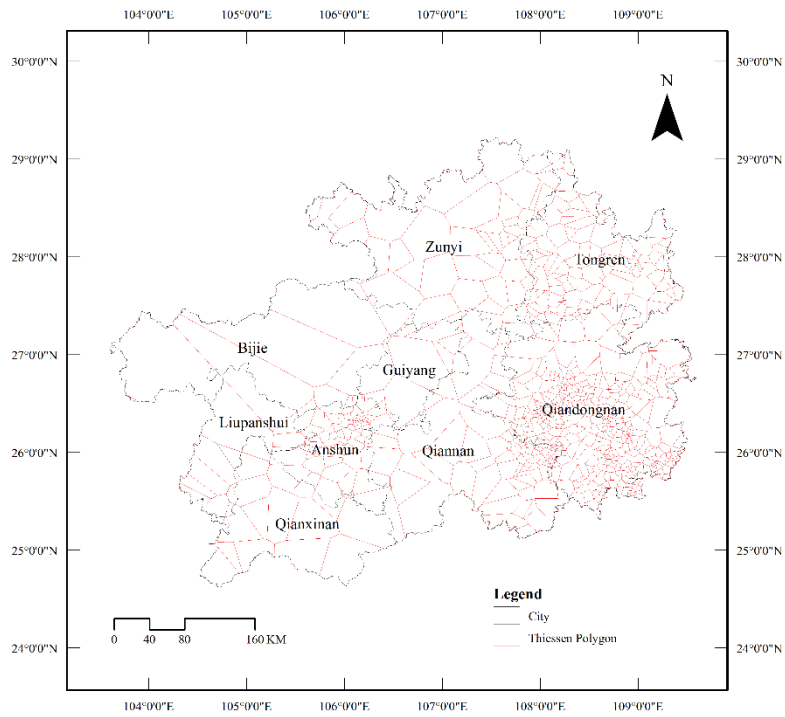 104°0'0"E 105°0'0"E 106°0'0"E 107°0'0"E 108°0'0"E 109°0'0"E
30°0'0"N 30°0'0"N
N
29°0'0"N 29°0'0"N
Zunyi
28°0'0"N Tongren 28°0'0"N
27°0'0"N Bijie 27°0'0"N
Guiyang
Liupanshui Qiandongnan
26°0'0"N Anshun Qiannan 26°0'0"N
Qianxinan
25°0'0"N 25°0'0"N
Legend
City
0 40 80 160 KM Thiessen Polygon
24°0'0"N 24°0'0"N
104°0'0"E 105°0'0"E 106°0'0"E 107°0'0"E 108°0'0"E 109°0'0"E